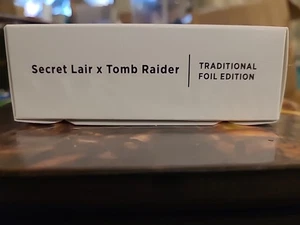 Secret Lair x Tomb Raider
TRADITIONAL
FOIL EDITION